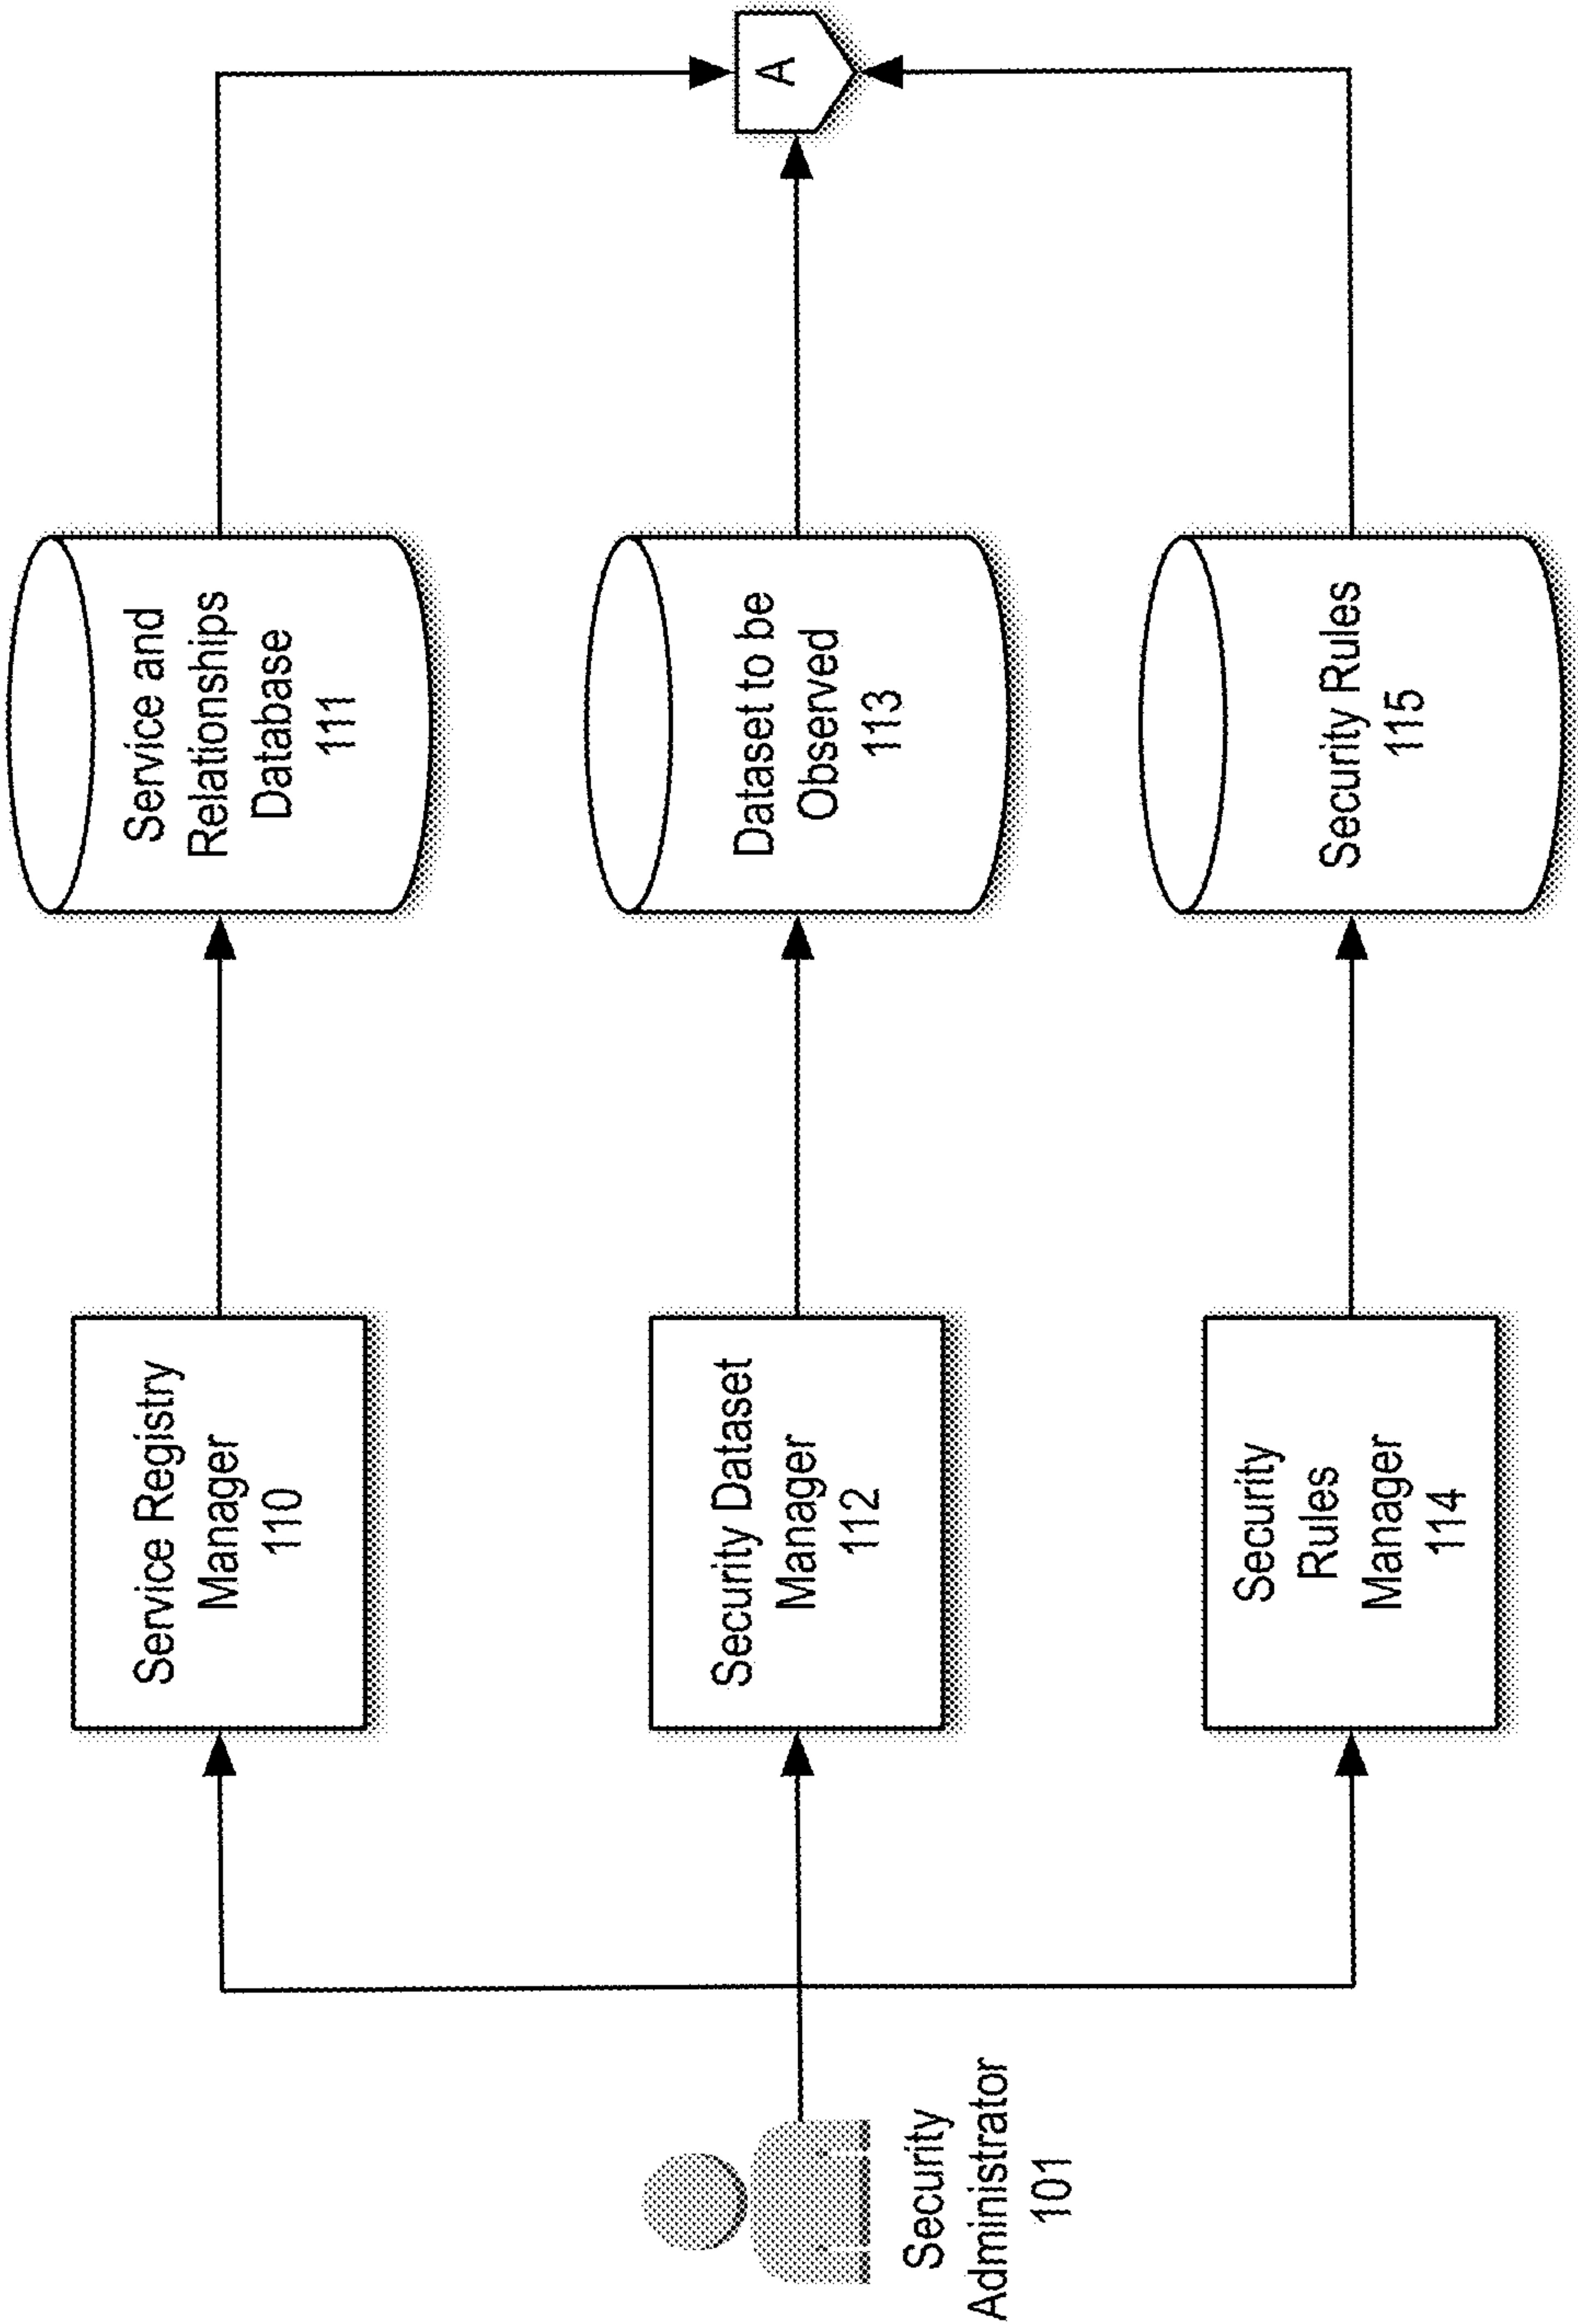 Security
Administrator
101
Service Registry
Manager
110
Service and
Relationships
Database
111
Security Dataset
Manager
112
Dataset to be
Observed
113
Security
Rules
Manager
114
Security Rules
115
A